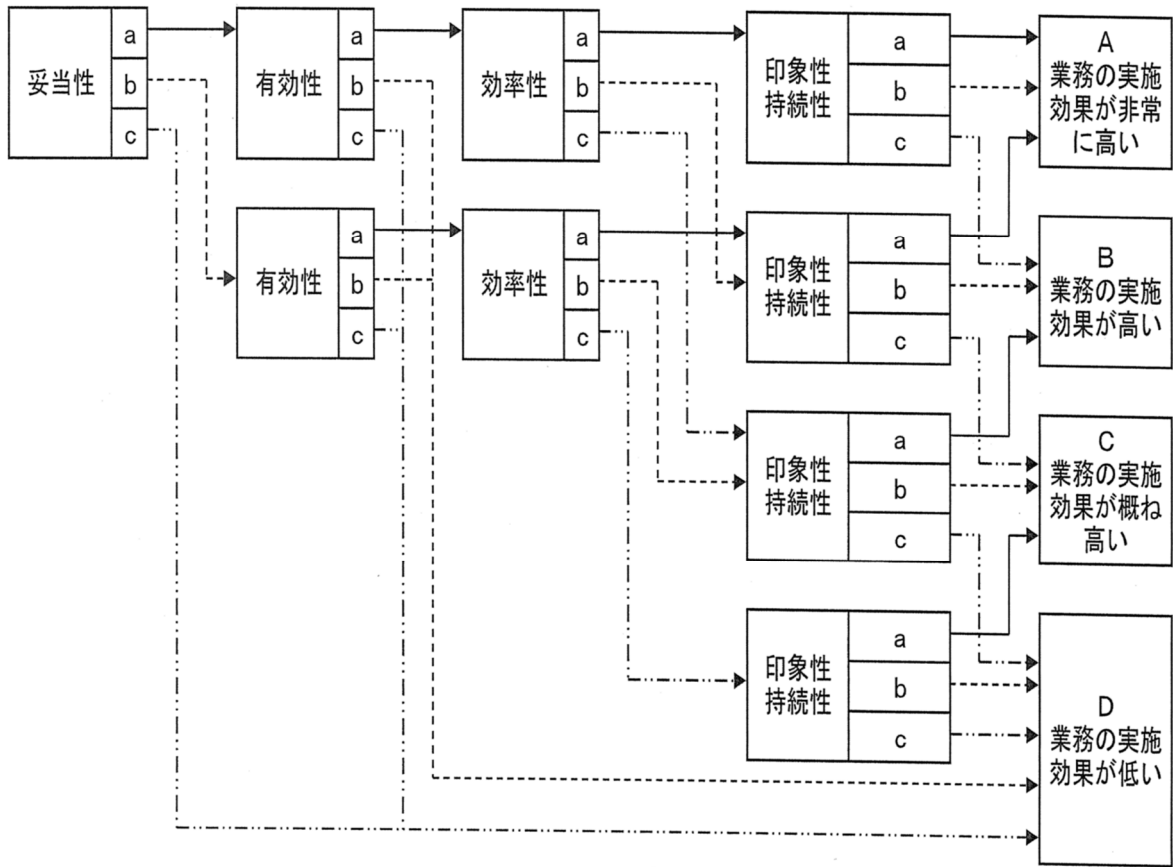 妥当性
a
b
c
有効性
a
b
c
効率性
a
b
c
印象性
持続性
a
b
c
A
業務の実施
効果が非常
に高い
有効性
a
b
c
効率性
a
b
c
印象性
持続性
a
b
c
B
業務の実施
効果が高い
印象性
持続性
a
b
c
C
業務の実施
効果が概ね
高い
印象性
持続性
a
b
c
D
業務の実施
効果が低い